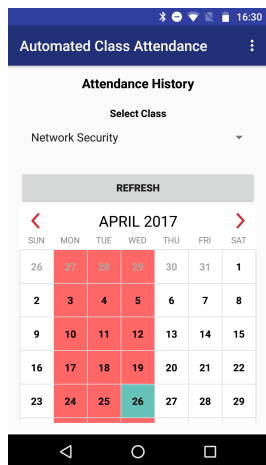 16:30
Automated Class Attendance
Attendance History
Select Class
Network Security
REFRESH
APRIL 2017
SUN MON TUE WED THU FRI SAT
26 27 28 29 30 31 1
2 3 4 5 6 7 8
9 10 11 12 13 14 15
16 17 18 19 20 21 22
23 24 25 26 27 28 29